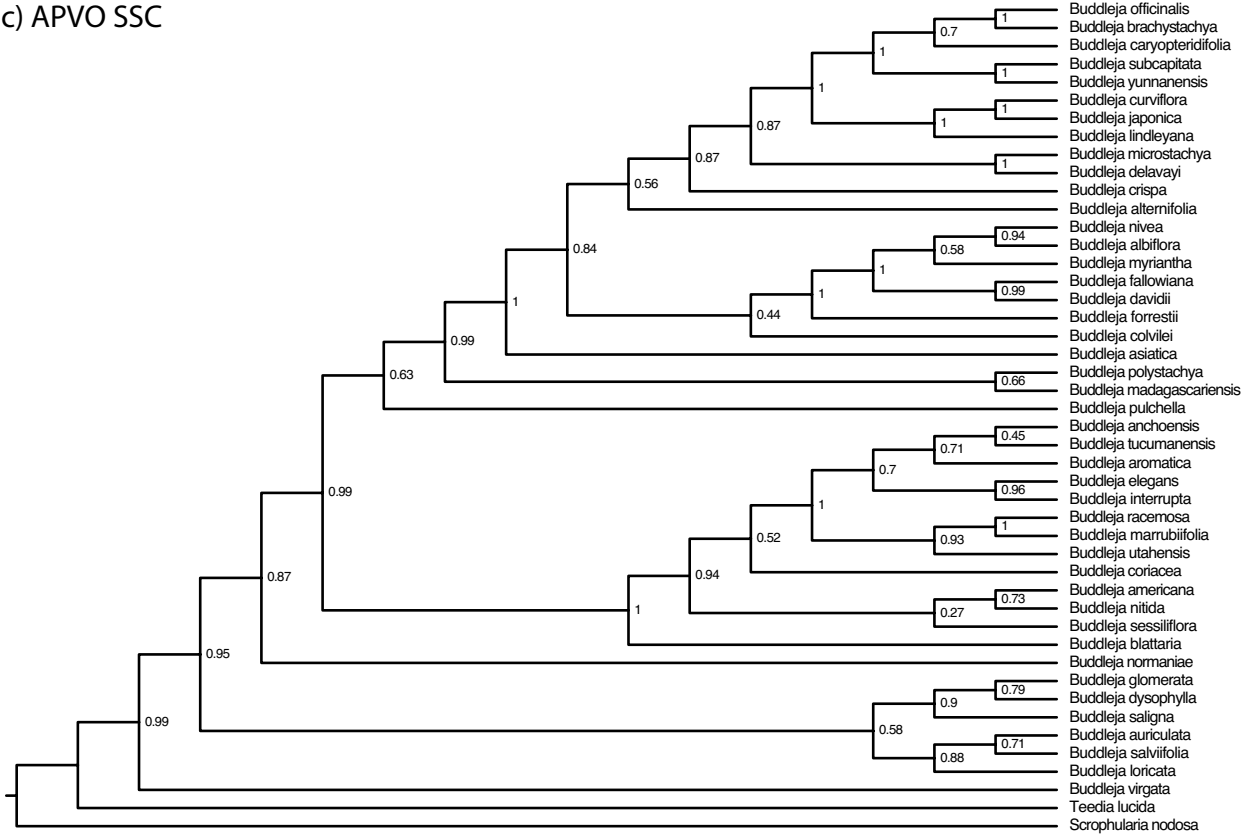 c) APVO SSC
Buddleja officinalis
1
Buddleja brachystachya
0.7
Buddleja caryopteridifolia
1
Buddleja subcapitata
1
Buddleja yunnanensis
1
Buddleja curviflora
1
Buddleja japonica
1
Buddleja lindleyana
0.87
Buddleja microstachya
1
Buddleja delavayi
0.87
Buddleja crispa
0.56
Buddleja alternifolia
Buddleja nivea
0.94
Buddleja albiflora
0.84
0.58
Buddleja myriantha
1
Buddleja fallowiana
0.99
Buddleja davidii
1
1
Buddleja forrestii
0.44
Buddleja colvilei
0.99
Buddleja asiatica
Buddleja polystachya
0.63
0.66
Buddleja madagascariensis
Buddleja pulchella
Buddleja anchoensis
0.45
Buddleja tucumanensis
0.71
Buddleja aromatica
0.7
Buddleja elegans
0.99
0.96
Buddleja interrupta
1
Buddleja racemosa
1
Buddleja marrubiifolia
0.52
0.93
Buddleja utahensis
Buddleja coriacea
0.87
0.94
Buddleja americana
0.73
Buddleja nitida
1
0.27
Buddleja sessiliflora
Buddleja blattaria
0.95
Buddleja normaniae
Buddleja glomerata
0.79
Buddleja dysophylla
0.9
Buddleja saligna
0.99
0.58
Buddleja auriculata
0.71
Buddleja salviifolia
0.88
Buddleja loricata
Buddleja virgata
Teedia lucida
Scrophularia nodosa